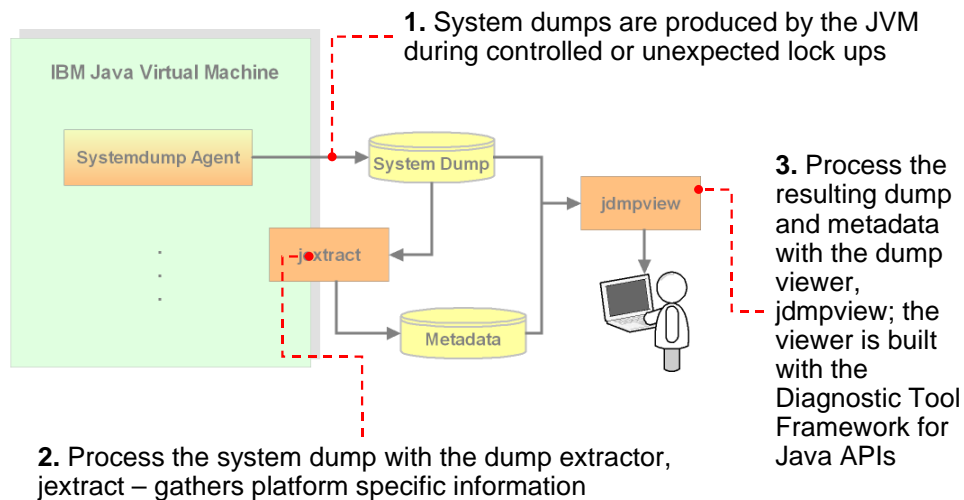 1. System dumps are produced by the JVM
during controlled or unexpected lock ups
IBM Java Virtual Machine
Systemdump Agent
System Dump
jdmpview
jextract
Metadata
.
.
.
3. Process the
resulting dump
and metadata
with the dump
viewer,
jdmpview; the
viewer is built
with the
Diagnostic Tool
Framework for
Java APIs
2. Process the system dump with the dump extractor,
jextract – gathers platform specific information